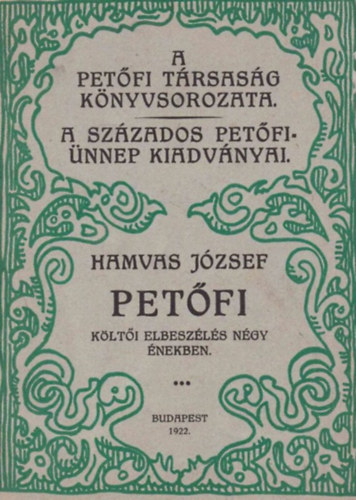 A
PETŐFI TÁRSASÁG
KÖNYVSOROZATA.
A SZÁZADOS PETŐFI-
ÜNNEP KIADVÁNYAI.
HAMVAS JÓZSEF
PETŐFI
KÖLTŐI ELBESZÉLÉS NÉGY
ÉNEKBEN.
BUDAPEST
1922.